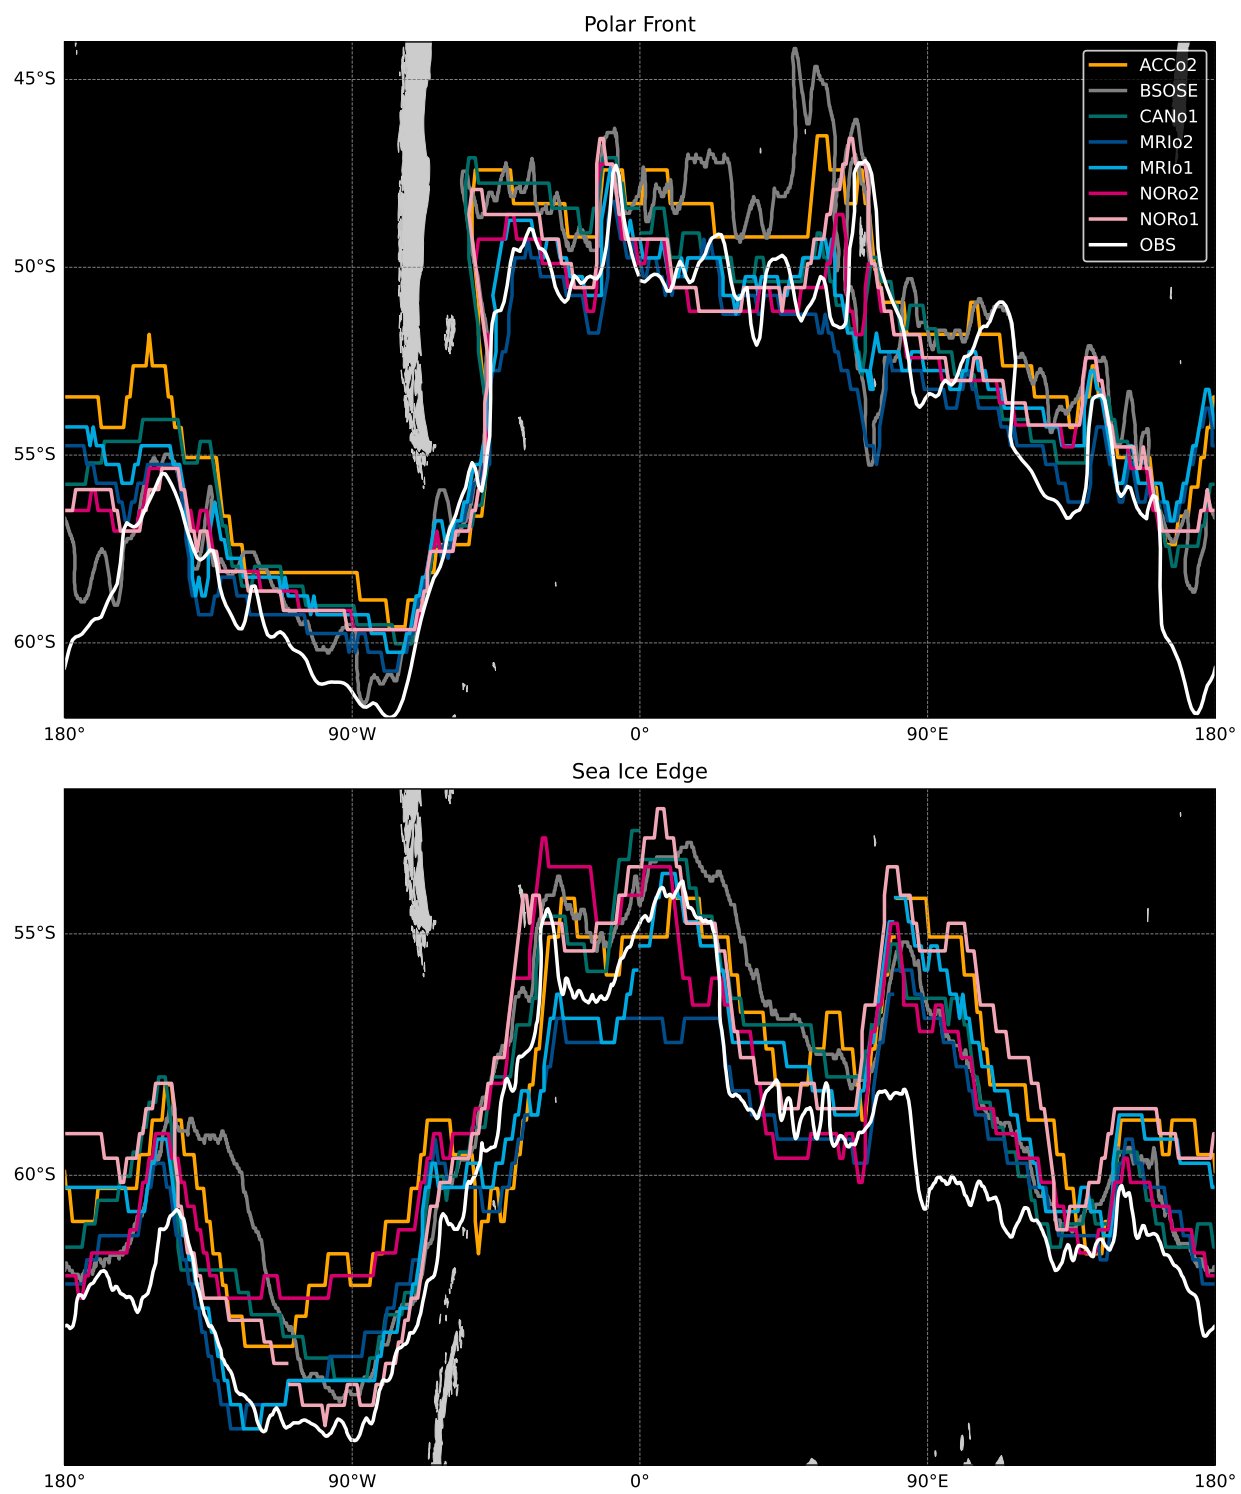 Polar Front
45°S
50°S
55°S
60°S
180°
90°W
0°
90°E
180°
ACCo2
BSOSE
CANo1
MRIo2
MRIo1
NORo2
NORo1
OBS
Sea Ice Edge
55°S
60°S
180°
90°W
0°
90°E
180°